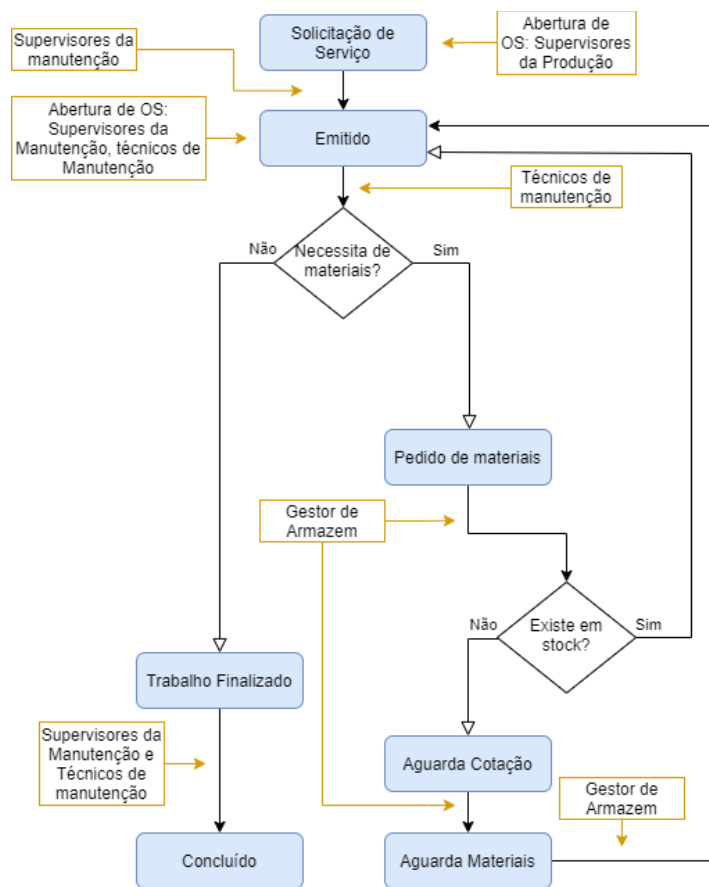 Supervisores da
manutenção
Solicitação de
Serviço
Abertura de
OS: Supervisores
da Produção
Abertura de OS:
Supervisores da
Manutenção, técnicos de
Manutenção
Emitido
Técnicos de
manutenção
Não
Necessita de
materiais?
Sim
Pedido de materiais
Gestor de
Armazem
Não
Existe em
stock?
Sim
Trabalho Finalizado
Supervisores da
Manutenção e
Técnicos de
manutenção
Aguarda Cotação
Gestor de
Armazem
Concluído
Aguarda Materiais